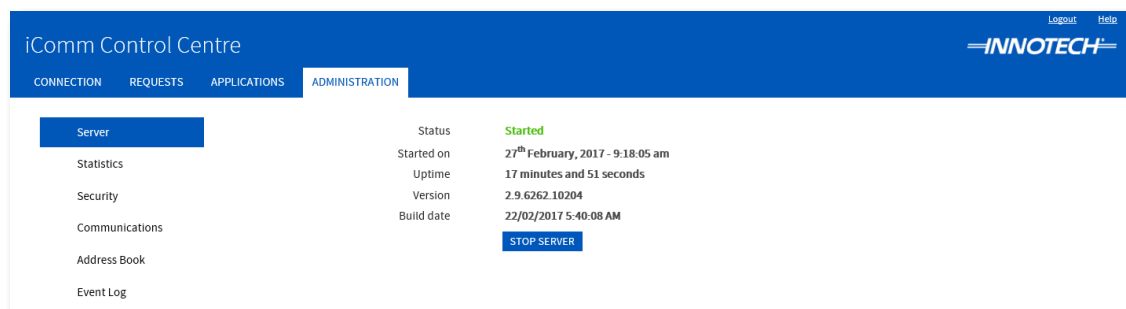 Logout Help
iComm Control Centre
INNOTECH
CONNECTION REQUESTS APPLICATIONS ADMINISTRATION
Server
Statistics
Security
Communications
Address Book
Event Log
Status Started
Started on 27th February, 2017 - 9:18:05 am
Uptime 17 minutes and 51 seconds
Version 2.9.6262.10204
Build date 22/02/2017 5:40:08 AM
STOP SERVER